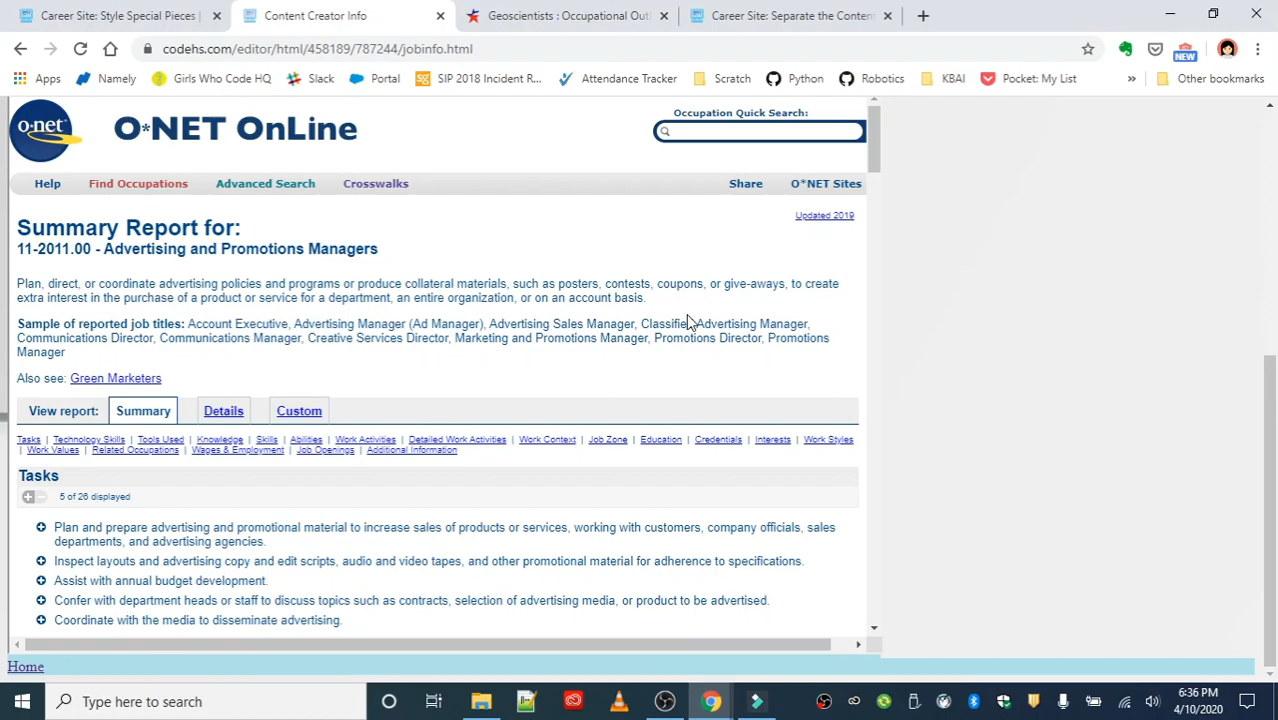 Career Site: Style Special Pieces |
Content Creator Info
Geoscientists : Occupational Out
Career Site: Separate the Conten
codehs.com/editor/html/458189/787244/jobinfo.html
NEW
Apps
Namely
Girls Who Code HQ
Slack
Portal
SIP 2018 Incident R...
Attendance Tracker
Scratch
Python
Robotics
KBAI
Pocket: My List
»
Other bookmarks
o·net
O*NET OnLine
Occupation Quick Search:
Help
Find Occupations
Advanced Search
Crosswalks
Share
O*NET Sites
Updated 2019
Summary Report for:
11-2011.00 - Advertising and Promotions Managers
Plan, direct, or coordinate advertising policies and programs or produce collateral materials, such as posters, contests, coupons, or give-aways, to create
extra interest in the purchase of a product or service for a department, an entire organization, or on an account basis.
Sample of reported job titles: Account Executive, Advertising Manager (Ad Manager), Advertising Sales Manager, Classifie Advertising Manager,
Communications Director, Communications Manager, Creative Services Director, Marketing and Promotions Manager, Promotions Director, Promotions
Manager
Also see: Green Marketers
View report: Summary Details Custom
Tasks | Technology Skills | Tools Used | Knowledge | Skills | Abilities | Work Activities | Detailed Work Activities | Work Context | Job Zone | Education | Credentials | Interests | Work Styles
| Work Values | Related Occupations | Wages & Employment | Job Openings | Additional Information
Tasks
5 of 26 displayed
Plan and prepare advertising and promotional material to increase sales of products or services, working with customers, company officials, sales
departments, and advertising agencies.
Inspect layouts and advertising copy and edit scripts, audio and video tapes, and other promotional material for adherence to specifications.
Assist with annual budget development.
Confer with department heads or staff to discuss topics such as contracts, selection of advertising media, or product to be advertised.
Coordinate with the media to disseminate advertising.
Home
Type here to search
6:36 PM
4/10/2020